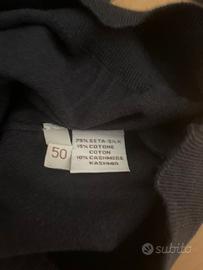 50
75% SETA-SILK
15% COTONE
COTON
10% CASHMERE
KASHMIR
subito